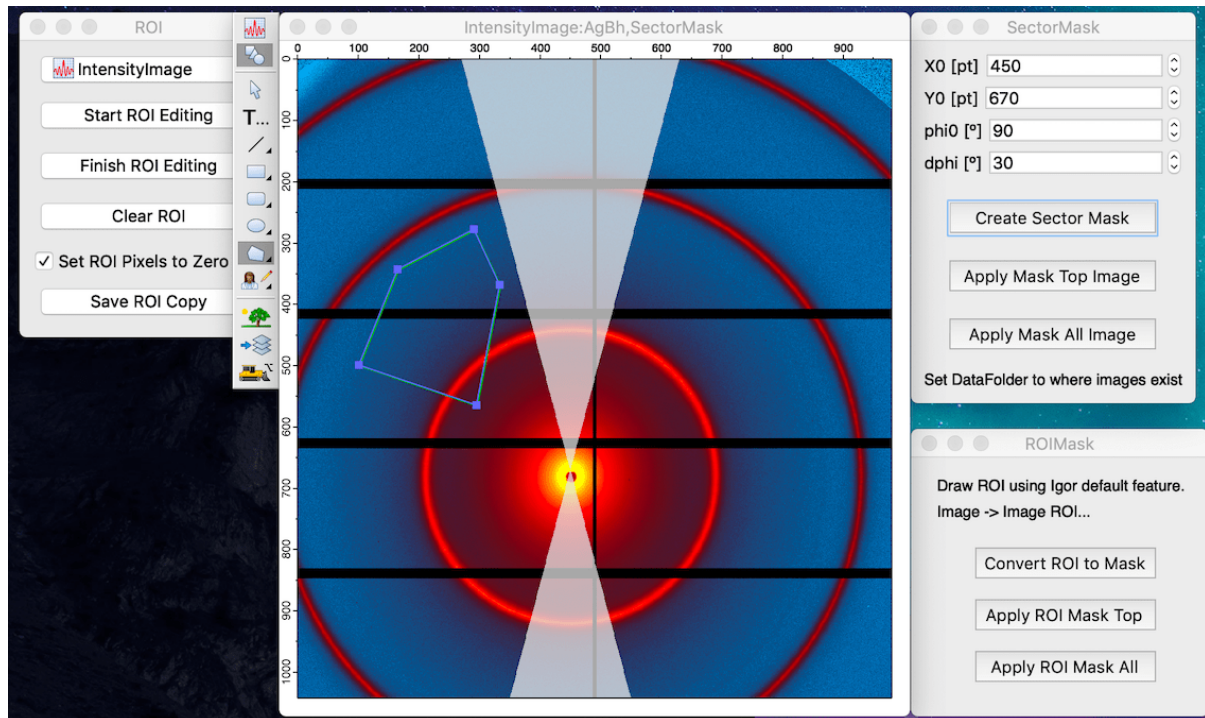 ROI
IntensityImage
Start ROI Editing
Finish ROI Editing
Clear ROI
Set ROI Pixels to Zero
Save ROI Copy
T...
IntensityImage:AgBh,SectorMask
0 100 200 300 400 500 600 700 800 900
0
100
200
300
400
500
600
700
800
900
1000
SectorMask
X0 [pt] 450
Y0 [pt] 670
phi0 [º] 90
dphi [º] 30
Create Sector Mask
Apply Mask Top Image
Apply Mask All Image
Set DataFolder to where images exist
ROIMask
Draw ROI using Igor default feature.
Image -> Image ROI...
Convert ROI to Mask
Apply ROI Mask Top
Apply ROI Mask All